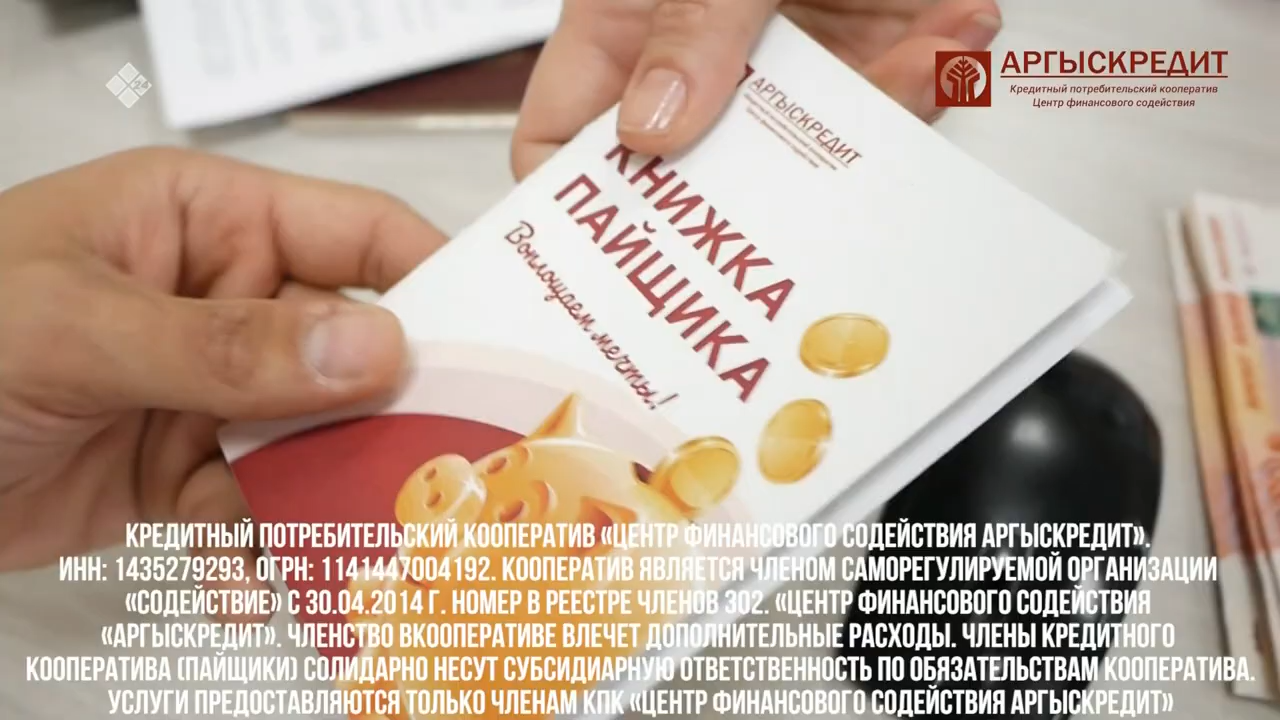 24
АРГЫСКРЕДИТ
Кредитный потребительский кооператив
Центр финансового содействия
АРГЫСКРЕДИТ
КНИЖКА
ПАЙЩИКА
Воплощаем мечты!
КРЕДИТНЫЙ ПОТРЕБИТЕЛЬСКИЙ КООПЕРАТИВ «ЦЕНТР ФИНАНСОВОГО СОДЕЙСТВИЯ АРГЫСКРЕДИТ».
ИНН: 1435279293, ОГРН: 1141447004192. КООПЕРАТИВ ЯВЛЯЕТСЯ ЧЛЕНОМ САМОРЕГУЛИРУЕМОЙ ОРГАНИЗАЦИИ
«СОДЕЙСТВИЕ» С 30.04.2014 Г. НОМЕР В РЕЕСТРЕ ЧЛЕНОВ 302. «ЦЕНТР ФИНАНСОВОГО СОДЕЙСТВИЯ
«АРГЫСКРЕДИТ». ЧЛЕНСТВО ВКООПЕРАТИВЕ ВЛЕЧЕТ ДОПОЛНИТЕЛЬНЫЕ РАСХОДЫ. ЧЛЕНЫ КРЕДИТНОГО
КООПЕРАТИВА (ПАЙЩИКИ) СОЛИДАРНО НЕСУТ СУБСИДИАРНУЮ ОТВЕТСТВЕННОСТЬ ПО ОБЯЗАТЕЛЬСТВАМ КООПЕРАТИВА.
УСЛУГИ ПРЕДОСТАВЛЯЮТСЯ ТОЛЬКО ЧЛЕНАМ КПК «ЦЕНТР ФИНАНСОВОГО СОДЕЙСТВИЯ АРГЫСКРЕДИТ»